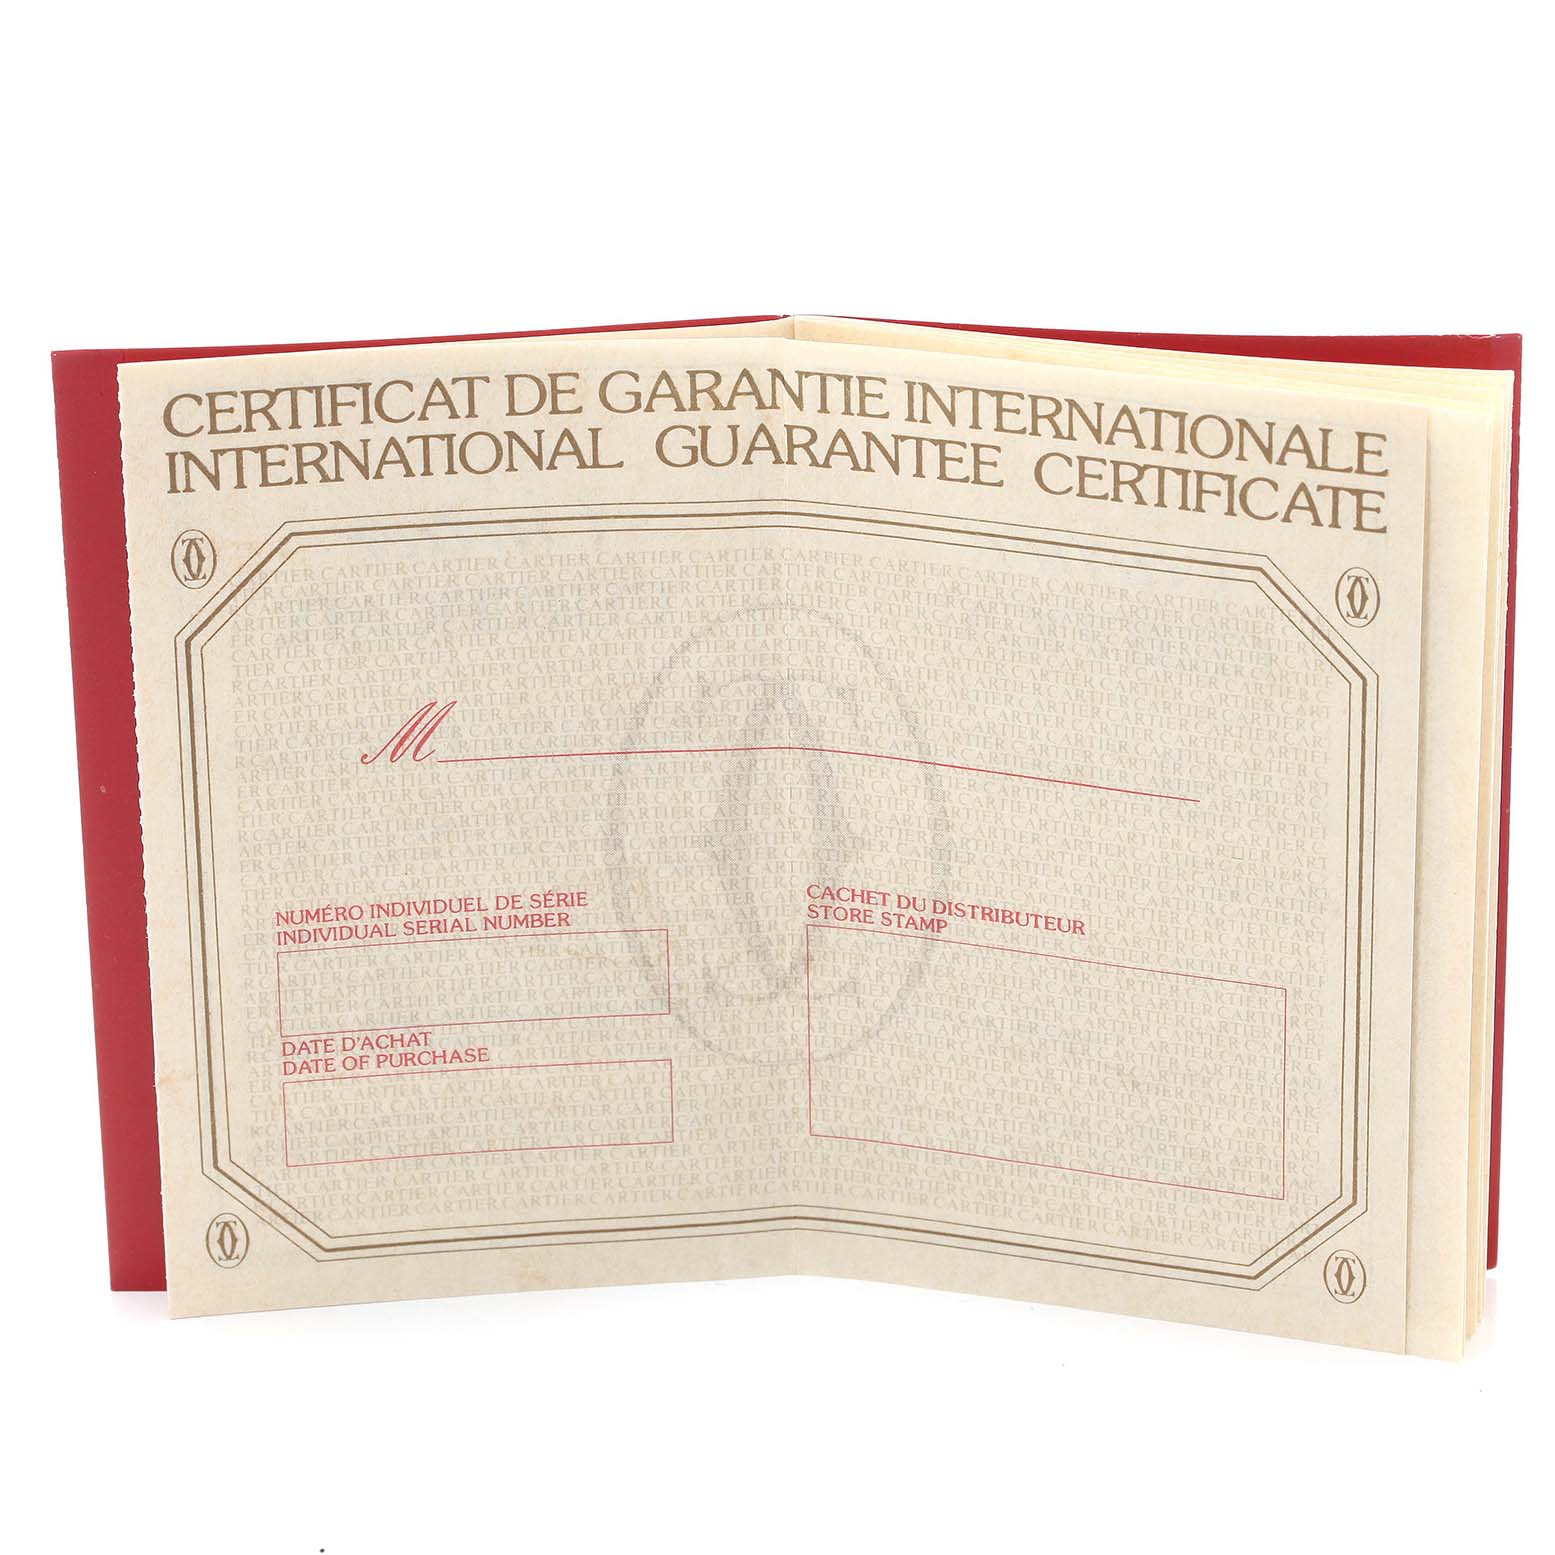 CERTIFICAT DE GARANTIE INTERNATIONALE
INTERNATIONAL GUARANTEE CERTIFICATE
M
NUMÉRO INDIVIDUEL DE SÉRIE
INDIVIDUAL SERIAL NUMBER
CACHET DU DISTRIBUTEUR
STORE STAMP
DATE D'ACHAT
DATE OF PURCHASE
CARTIER